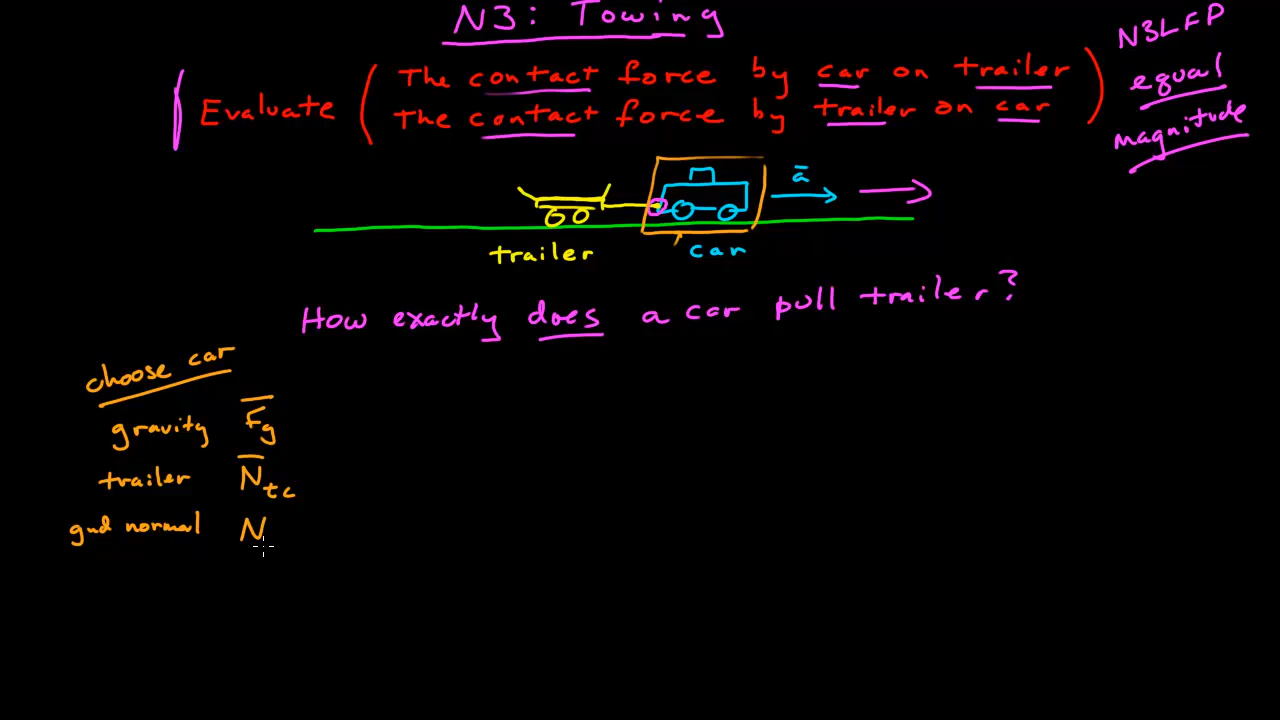 N3: Towing
N3LFP
equal
magnitude
Evaluate
The contact force by car on trailer
The contact force by trailer on car
a
trailer
car
How exactly does a car pull trailer?
choose car
gravity Fg
trailer Ntc
gnd normal N